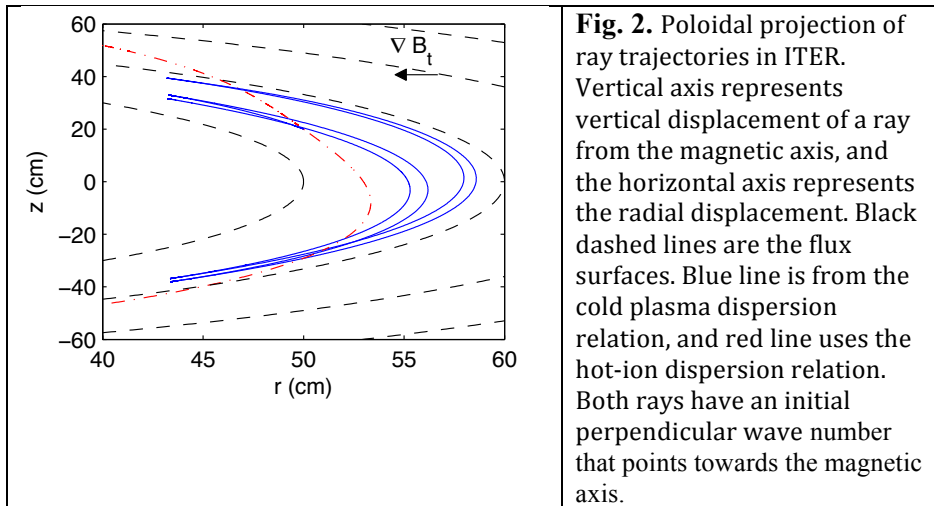 60
40
20
0
−20
−40
−60
z (cm)
∇ B_t
40
45
50
55
60
r (cm)
Fig. 2. Poloidal projection of
ray trajectories in ITER.
Vertical axis represents
vertical displacement of a ray
from the magnetic axis, and
the horizontal axis represents
the radial displacement. Black
dashed lines are the flux
surfaces. Blue line is from the
cold plasma dispersion
relation, and red line uses the
hot-ion dispersion relation.
Both rays have an initial
perpendicular wave number
that points towards the magnetic
axis.